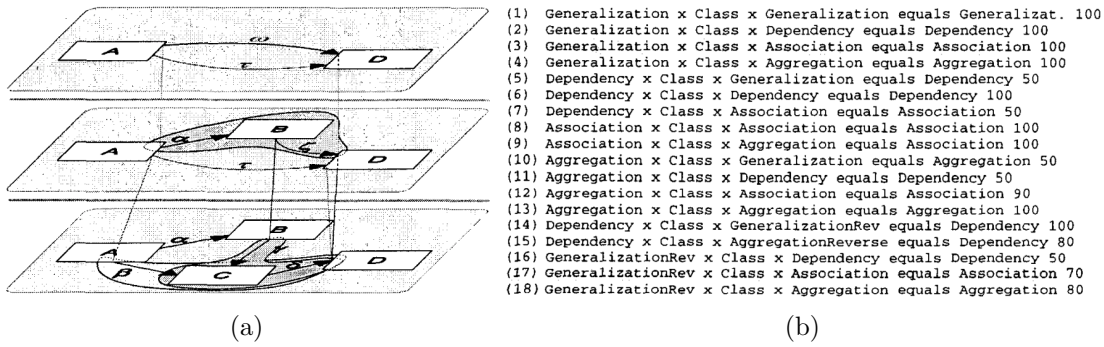 A
ω
τ
D
α
B
A
ζ
τ
D
α
B
A
γ
β
C
δ
D
(1) Generalization x Class x Generalization equals Generalizat. 100
(2) Generalization x Class x Dependency equals Dependency 100
(3) Generalization x Class x Association equals Association 100
(4) Generalization x Class x Aggregation equals Aggregation 100
(5) Dependency x Class x Generalization equals Dependency 50
(6) Dependency x Class x Dependency equals Dependency 100
(7) Dependency x Class x Association equals Association 50
(8) Association x Class x Association equals Association 100
(9) Association x Class x Aggregation equals Association 100
(10) Aggregation x Class x Generalization equals Aggregation 50
(11) Aggregation x Class x Dependency equals Dependency 50
(12) Aggregation x Class x Association equals Association 90
(13) Aggregation x Class x Aggregation equals Aggregation 100
(14) Dependency x Class x GeneralizationRev equals Dependency 100
(15) Dependency x Class x AggregationReverse equals Dependency 80
(16) GeneralizationRev x Class x Dependency equals Dependency 50
(17) GeneralizationRev x Class x Association equals Association 70
(18) GeneralizationRev x Class x Aggregation equals Aggregation 80
(a)
(b)